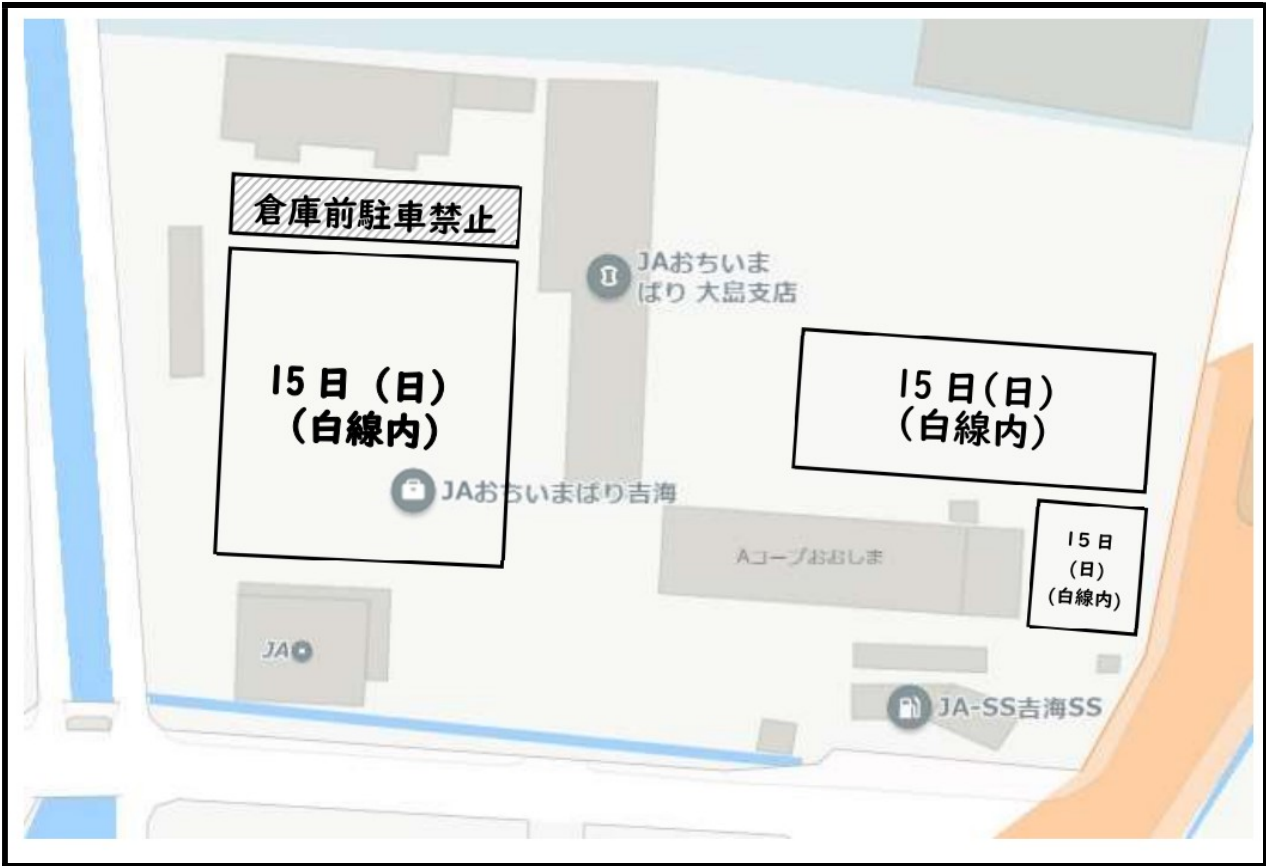 倉庫前駐車禁止
JAおちいま
ばり 大島支店
15日（日）
（白線内）
15日(日)
(白線内)
JAおちいまばり吉海
Aコープおおしま
15日
(日)
(白線内)
JA
JA-SS吉海SS